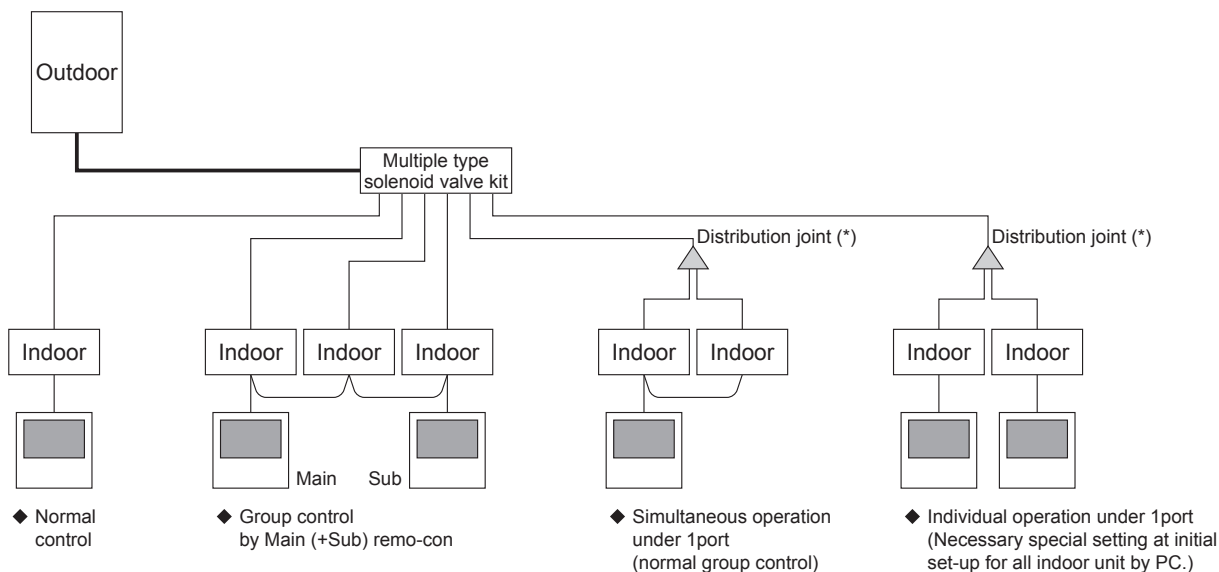 Outdoor
Multiple type
solenoid valve kit
Distribution joint (*)
Distribution joint (*)
Indoor
Indoor
Indoor
Indoor
Indoor
Indoor
Indoor
Indoor
Main
Sub
◆ Normal
control
◆ Group control
by Main (+Sub) remo-con
◆ Simultaneous operation
under 1port
(normal group control)
◆ Individual operation under 1port
(Necessary special setting at initial
set-up for all indoor unit by PC.)